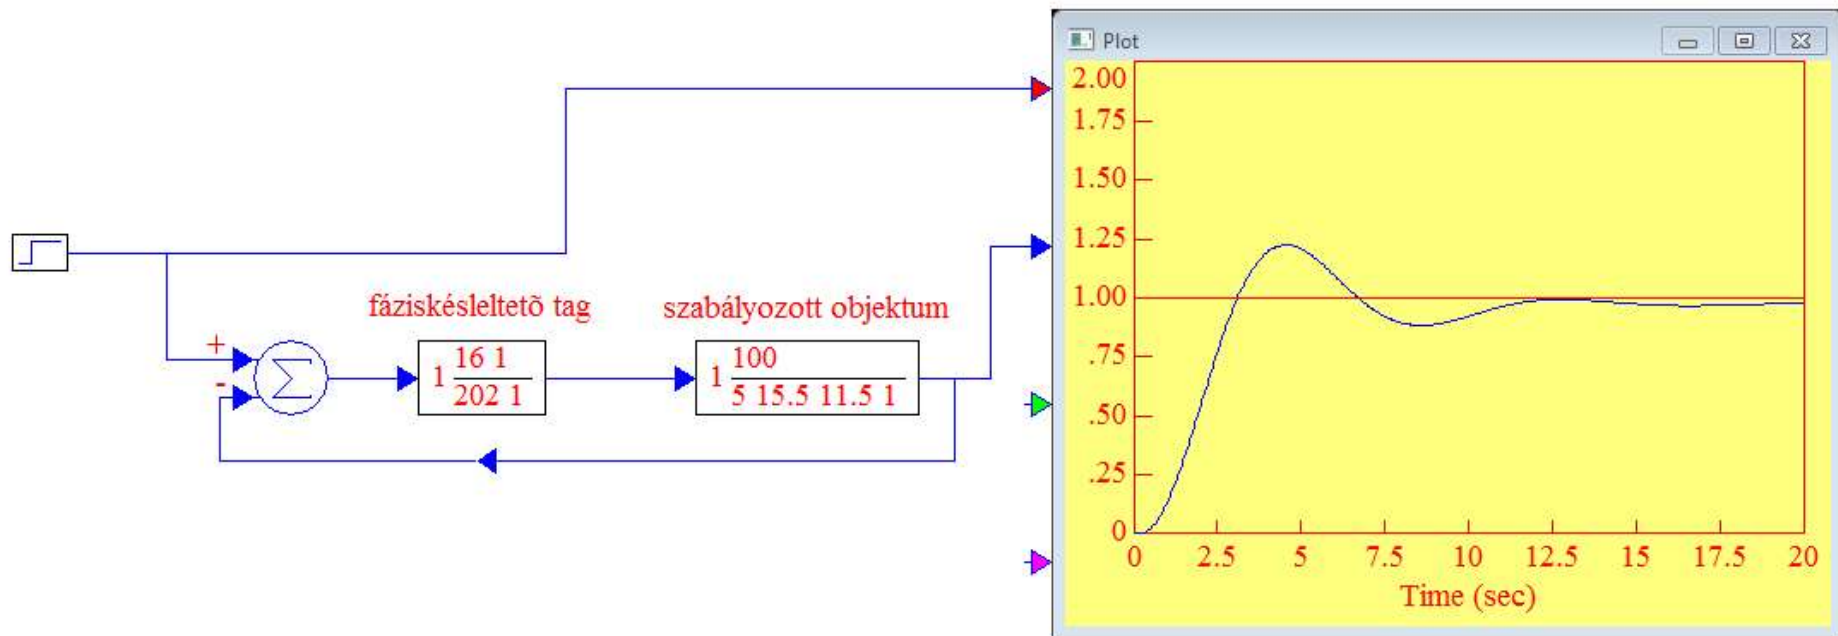 Plot
2.00
1.75
1.50
1.25
1.00
.75
.50
.25
0
0 2.5 5 7.5 10 12.5 15 17.5 20
Time (sec)
fáziskésleltetõ tag
szabályozott objektum
+
-
1 16 1
202 1
1 100
5 15.5 11.5 1